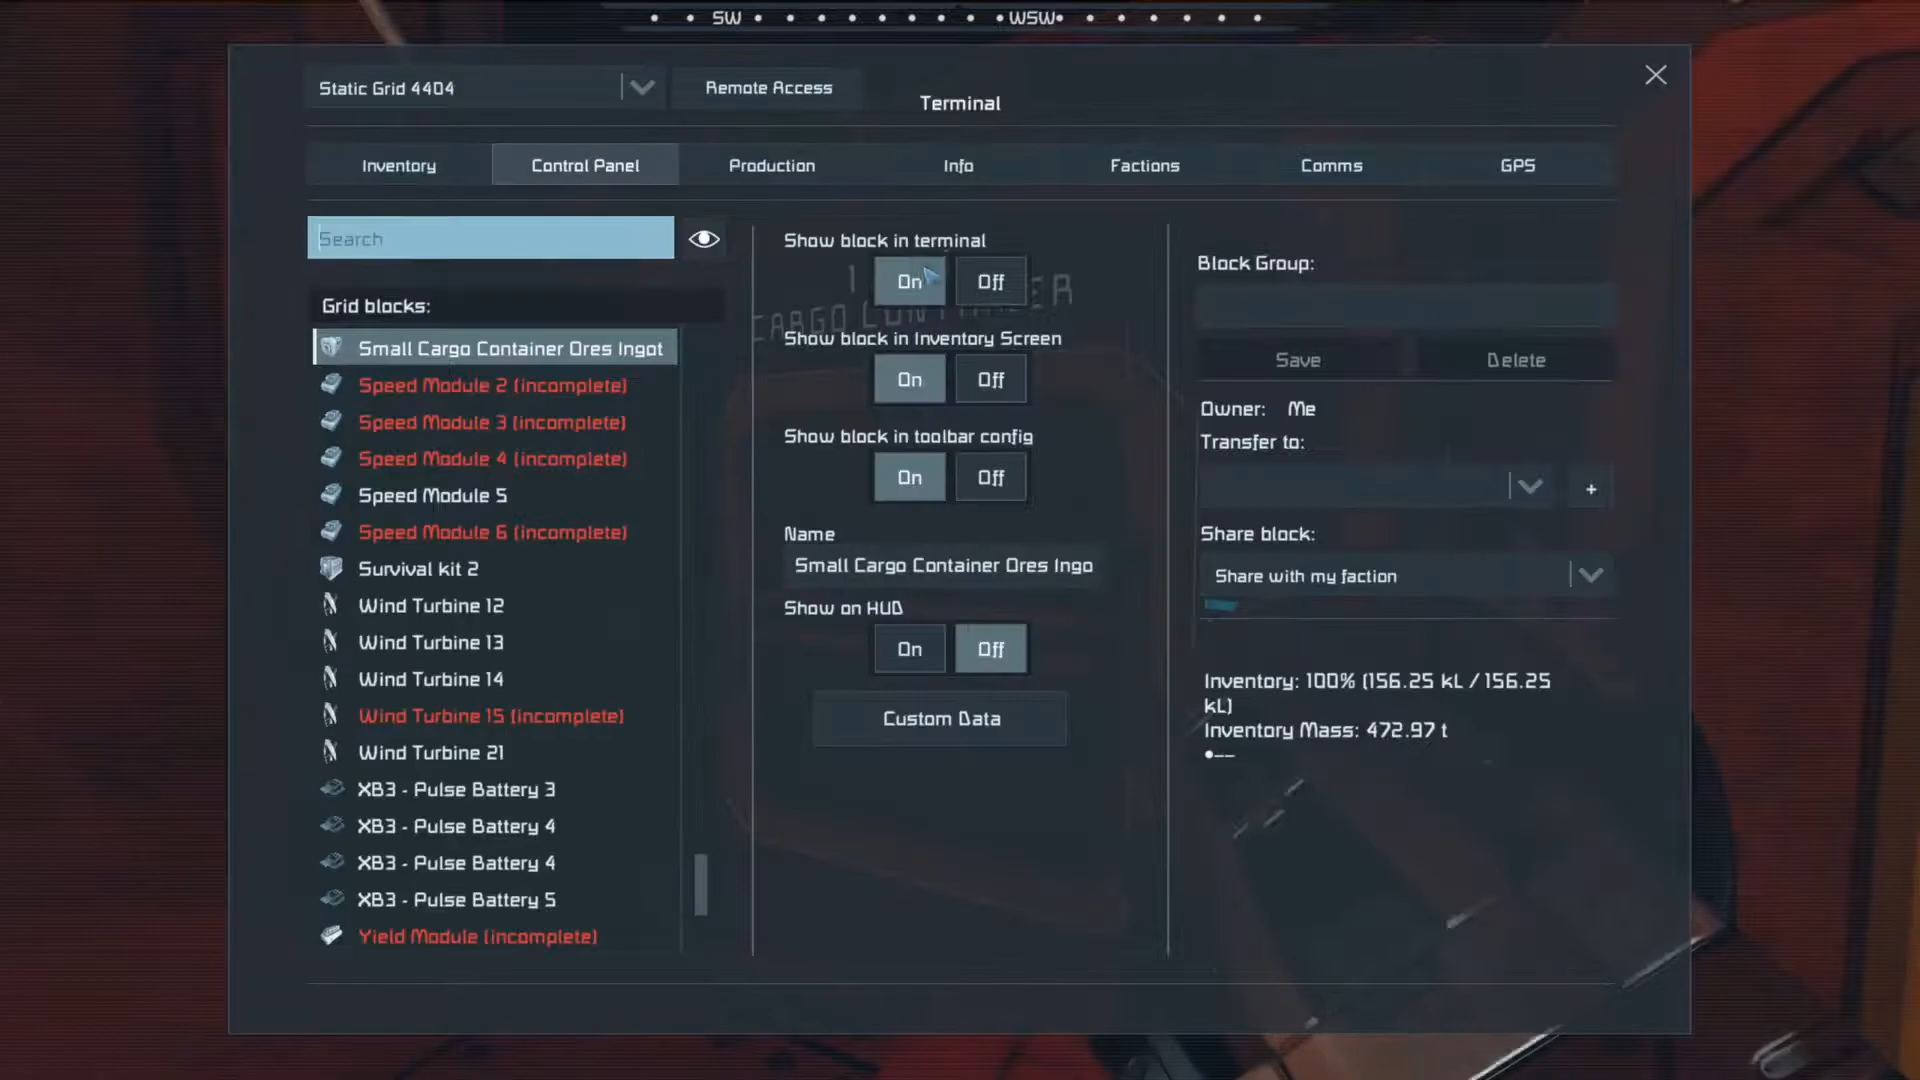 SW
WSW
Static Grid 4404
Remote Access
Terminal
Inventory
Control Panel
Production
Info
Factions
Comms
GPS
Search
Grid blocks:
Small Cargo Container Ores Ingot
Speed Module 2 (incomplete)
Speed Module 3 (incomplete)
Speed Module 4 (incomplete)
Speed Module 5
Speed Module 6 (incomplete)
Survival kit 2
Wind Turbine 12
Wind Turbine 13
Wind Turbine 14
Wind Turbine 15 (incomplete)
Wind Turbine 21
XB3 - Pulse Battery 3
XB3 - Pulse Battery 4
XB3 - Pulse Battery 4
XB3 - Pulse Battery 5
Yield Module (incomplete)
Show block in terminal
On Off
CARGO CONTAINER
Show block in Inventory Screen
On Off
Show block in toolbar config
On Off
Name
Small Cargo Container Ores Ingo
Show on HUD
On Off
Custom Data
Block Group:
Save Delete
Owner: Me
Transfer to:
+
Share block:
Share with my faction
Inventory: 100% (156.25 kL / 156.25
kL)
Inventory Mass: 472.97 t